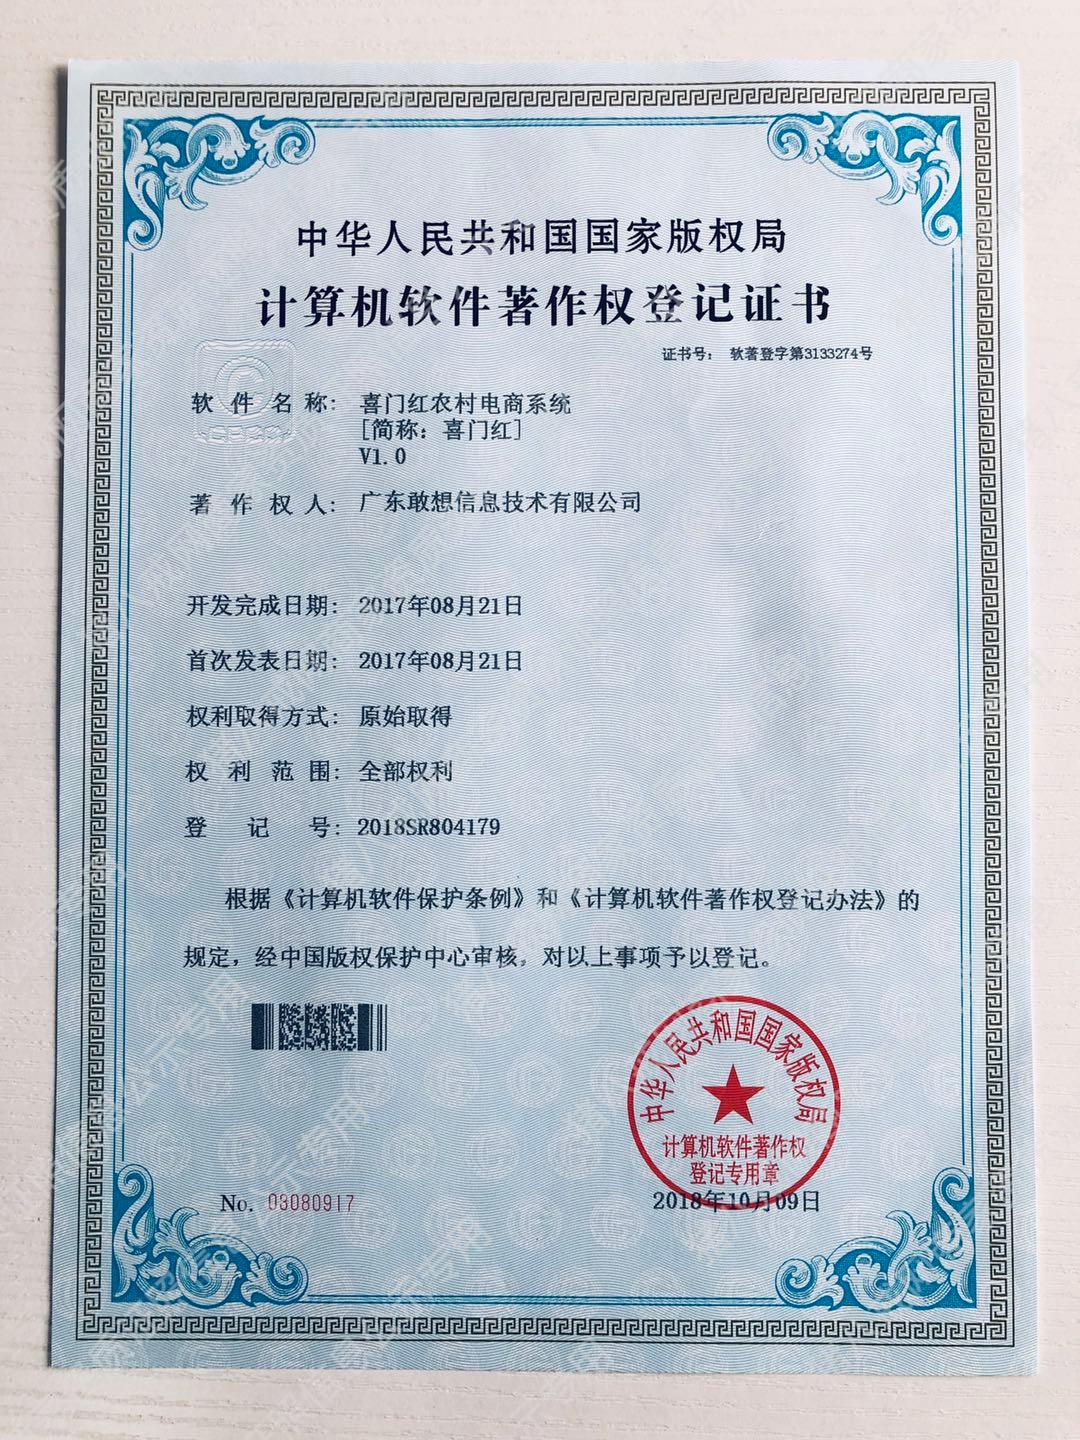 中华人民共和国国家版权局
计算机软件著作权登记证书
证书号： 软著登字第3133274号
软件名称： 喜门红农村电商系统
[简称：喜门红]
V1.0
著作权人： 广东敢想信息技术有限公司
开发完成日期： 2017年08月21日
首次发表日期： 2017年08月21日
权利取得方式： 原始取得
权利范围： 全部权利
登记号： 2018SR804179
根据《计算机软件保护条例》和《计算机软件著作权登记办法》的
规定，经中国版权保护中心审核，对以上事项予以登记。
中华人民共和国国家版权局
计算机软件著作权
登记专用章
No. 03080917
2018年10月09日